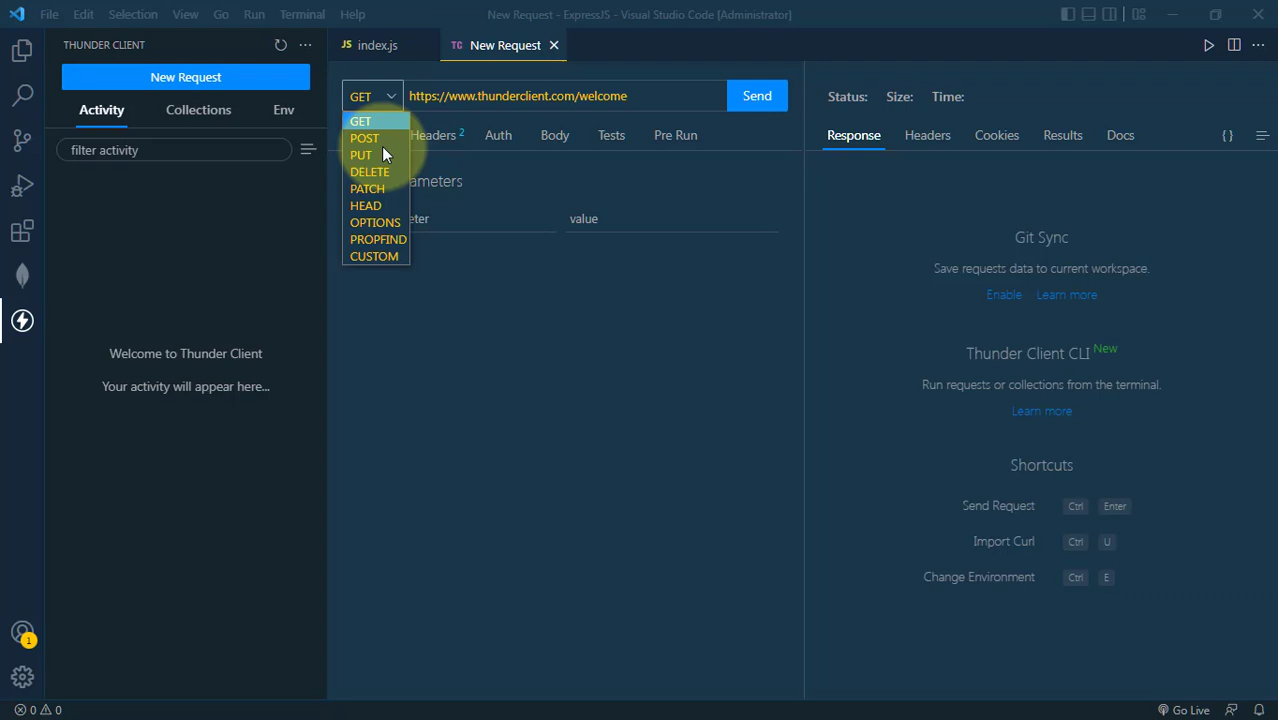 File Edit Selection View Go Run Terminal Help
New Request - ExpressJS - Visual Studio Code [Administrator]
THUNDER CLIENT
New Request
Activity Collections Env
filter activity
Welcome to Thunder Client
Your activity will appear here...
JS index.js
TC New Request
GET https://www.thunderclient.com/welcome Send
Headers 2 Auth Body Tests Pre Run
GET
POST
PUT
DELETE
PATCH
HEAD
OPTIONS
PROPFIND
CUSTOM
ameters
eter value
Status: Size: Time:
Response Headers Cookies Results Docs { }
Git Sync
Save requests data to current workspace.
Enable Learn more
Thunder Client CLI New
Run requests or collections from the terminal.
Learn more
Shortcuts
Send Request Ctrl Enter
Import Curl Ctrl U
Change Environment Ctrl E
1
0 0
Go Live